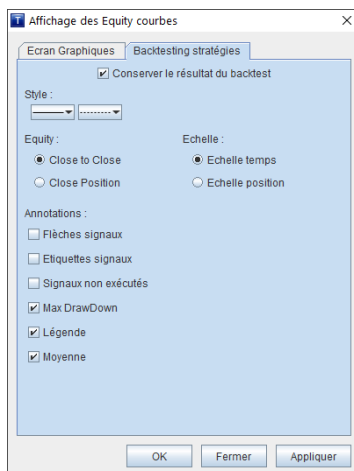 Affichage des Equity courbes
Ecran Graphiques
Backtesting stratégies
Conserver le résultat du backtest
Style :
Equity :
Echelle :
Close to Close
Echelle temps
Close Position
Echelle position
Annotations :
Flèches signaux
Etiquettes signaux
Signaux non exécutés
Max DrawDown
Légende
Moyenne
OK
Fermer
Appliquer